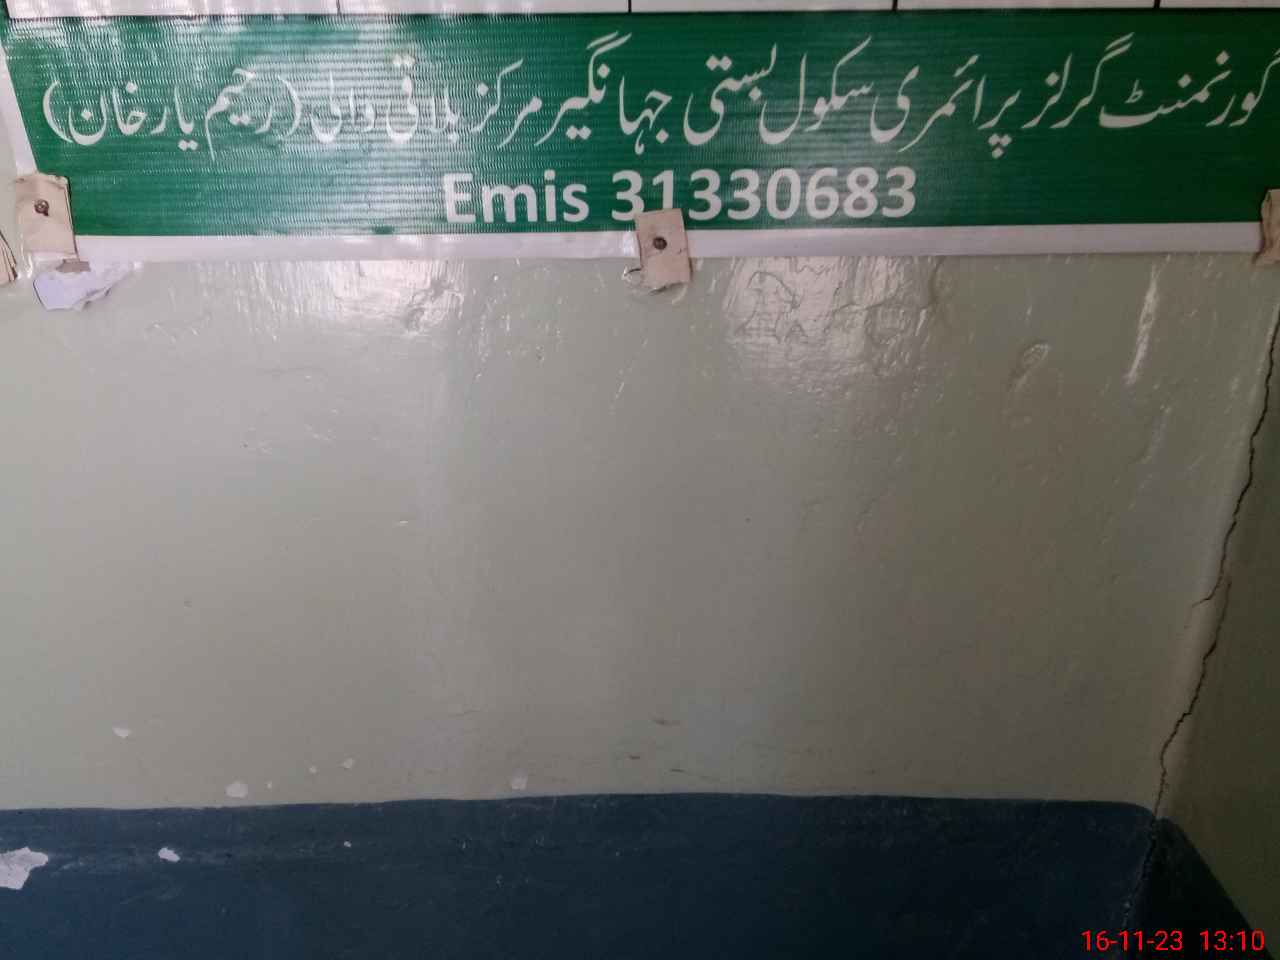 گورنمنٹ گرلز پرائمری سکول بستی جہانگیر مرکز بلاقی والی (رحیم یار خان)
Emis 31330683
16-11-23 13:10